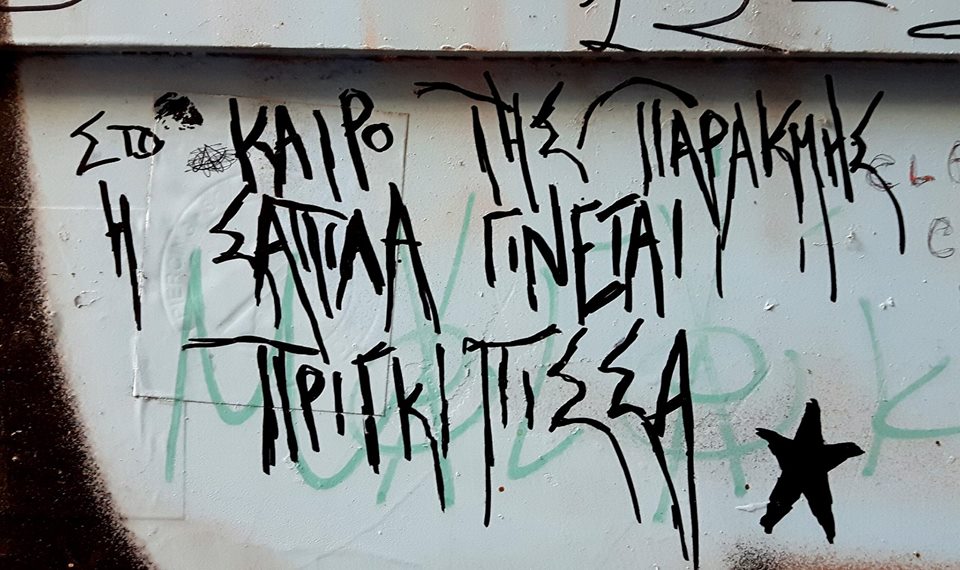 ΣΤΟ ΚΑΙΡΟ ΤΗΣ ΠΑΡΑΚΜΗΣ
Η ΣΑΠΙΛΑ ΓΙΝΕΤΑΙ
ΠΡΙΓΚΙΠΙΣΣΑ